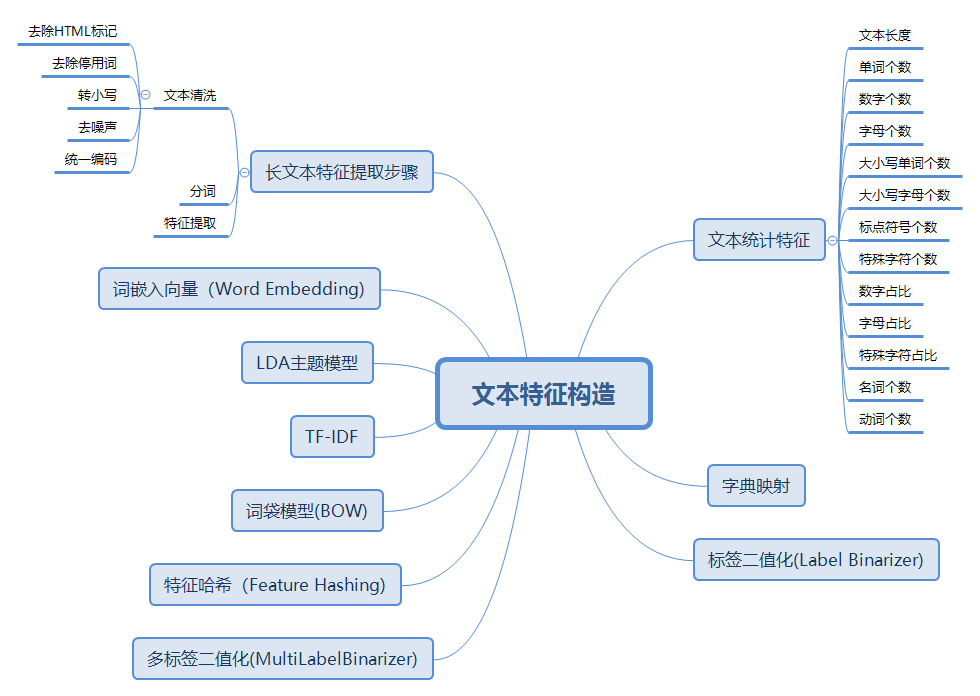 文本特征构造
文本统计特征
文本长度
单词个数
数字个数
字母个数
大小写单词个数
大小写字母个数
标点符号个数
特殊字符个数
数字占比
字母占比
特殊字符占比
名词个数
动词个数
字典映射
标签二值化(Label Binarizer)
长文本特征提取步骤
文本清洗
去除HTML标记
去除停用词
转小写
去噪声
统一编码
分词
特征提取
词嵌入向量（Word Embedding)
LDA主题模型
TF-IDF
词袋模型(BOW)
特征哈希（Feature Hashing)
多标签二值化(MultiLabelBinarizer)